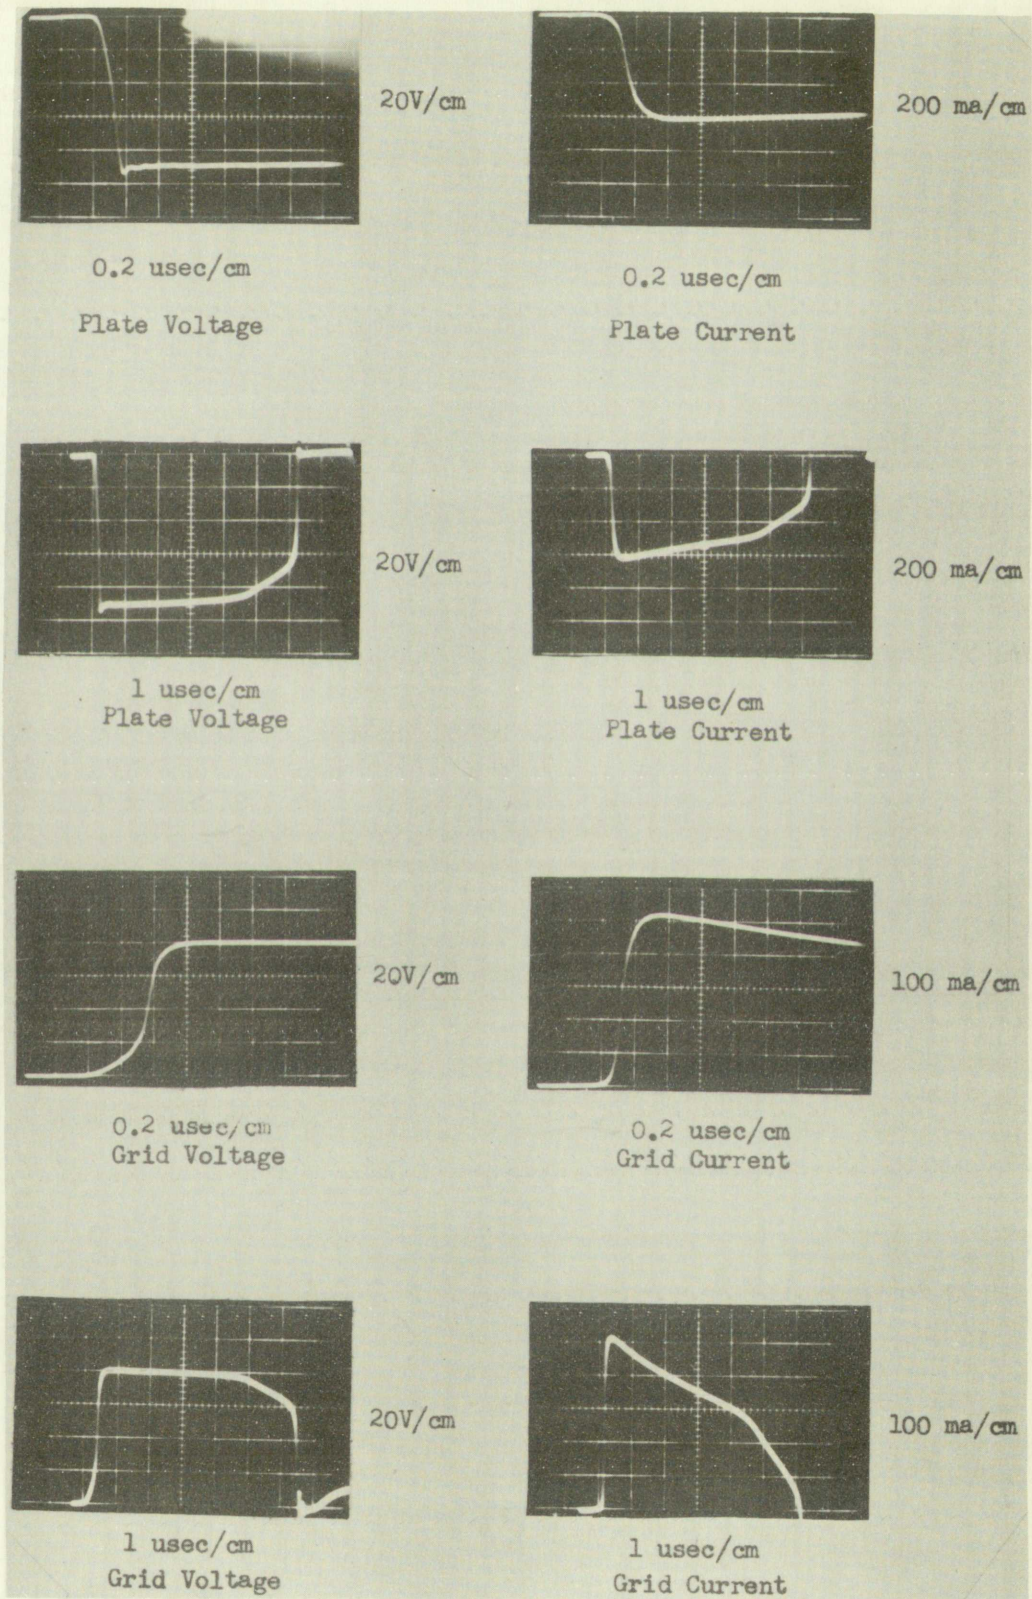 20V/cm
200 ma/cm
0.2 usec/cm
Plate Voltage
0.2 usec/cm
Plate Current
20V/cm
200 ma/cm
1 usec/cm
Plate Voltage
1 usec/cm
Plate Current
20V/cm
100 ma/cm
0.2 usec/cm
Grid Voltage
0.2 usec/cm
Grid Current
20V/cm
100 ma/cm
1 usec/cm
Grid Voltage
1 usec/cm
Grid Current